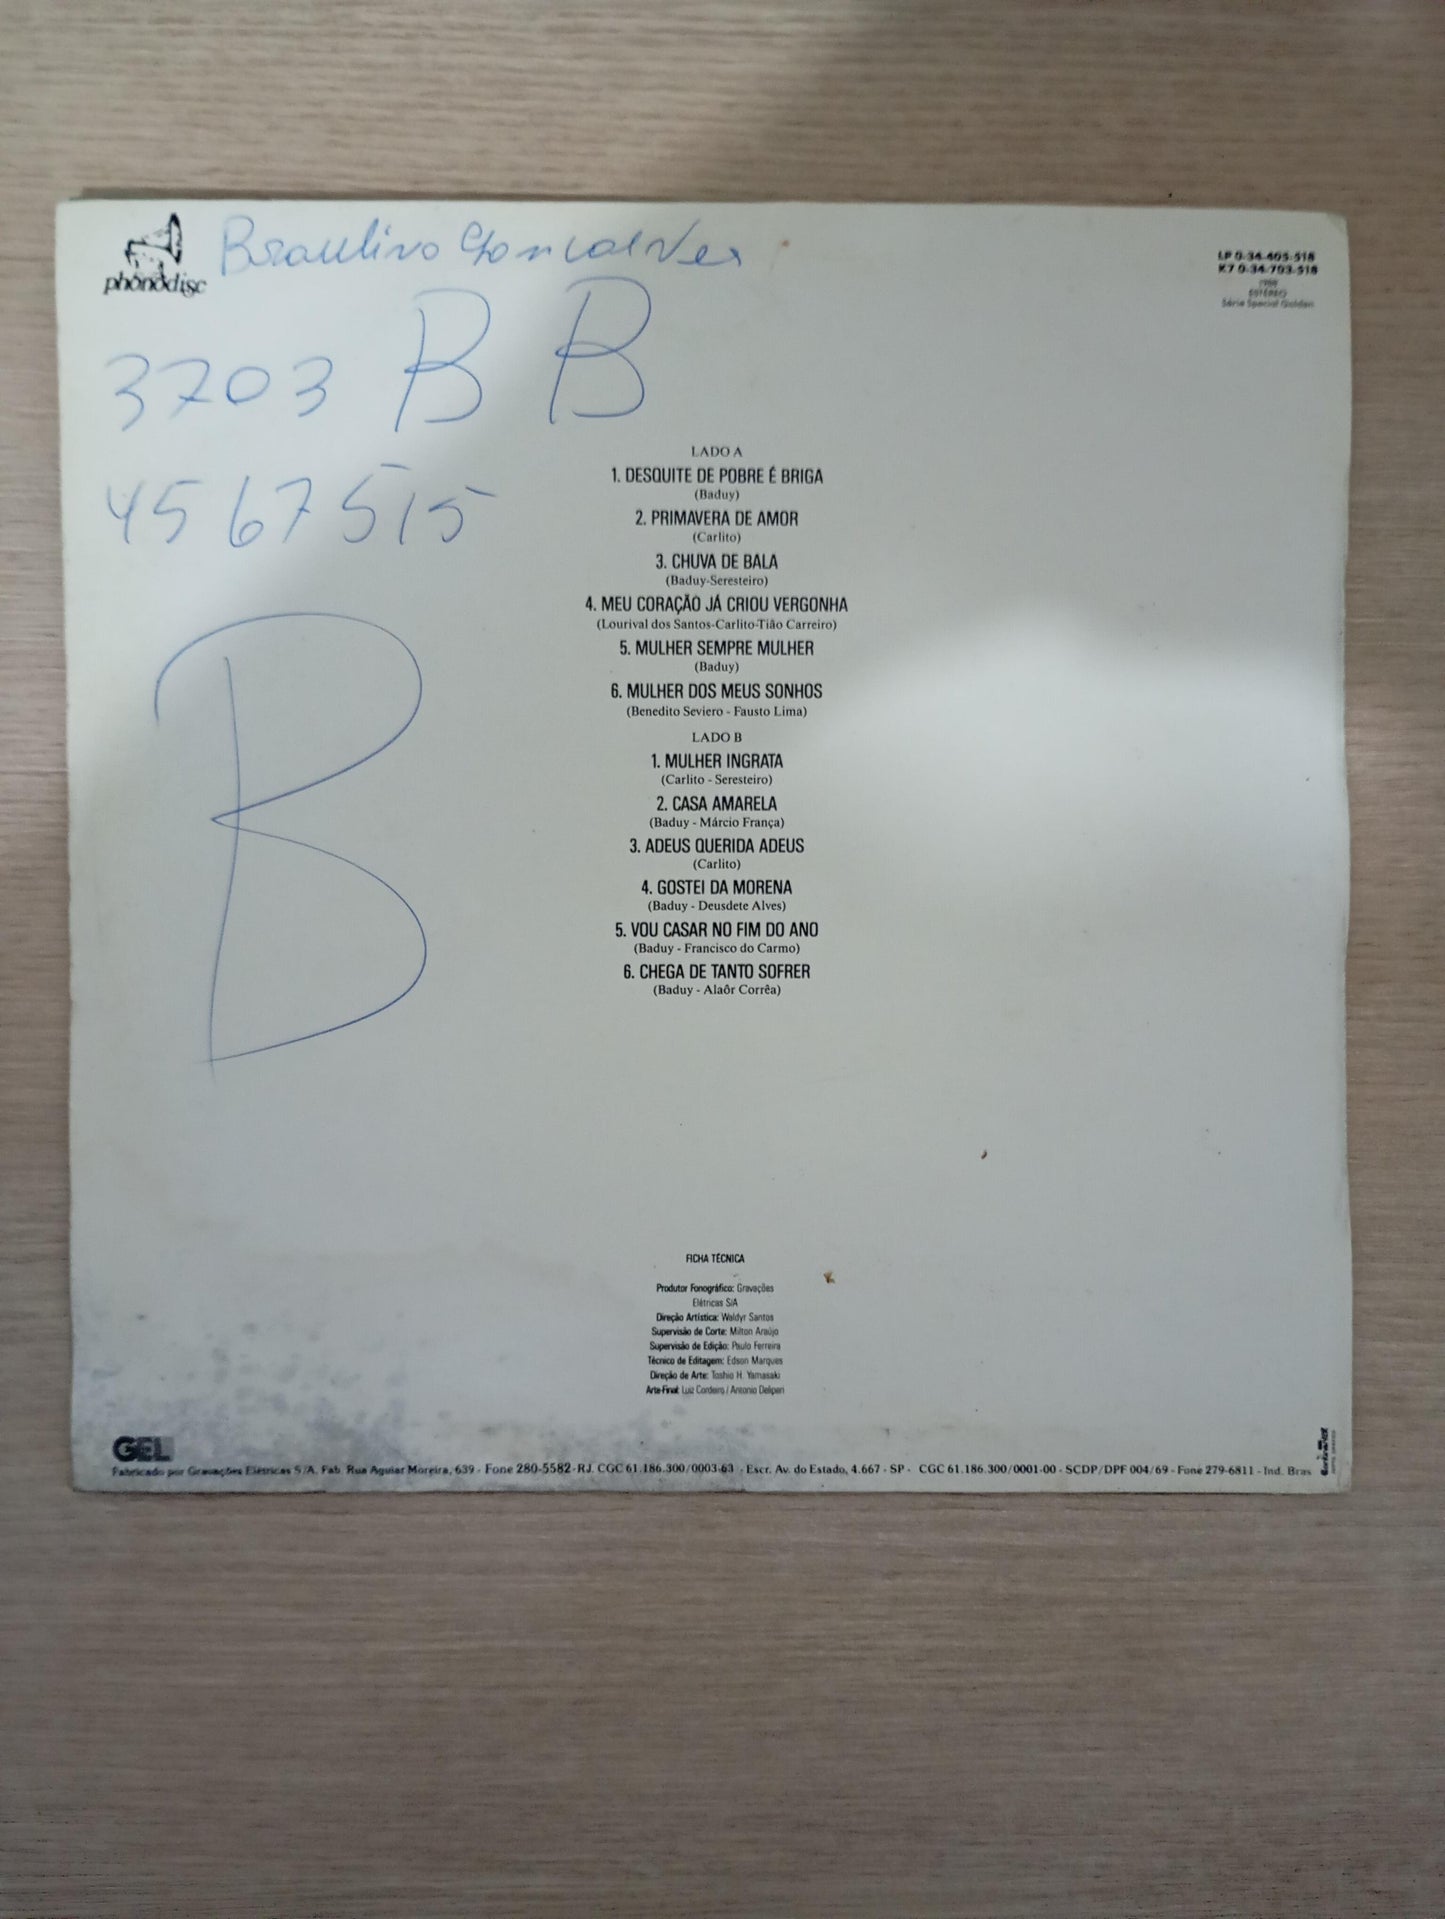 phonodisc
Braulino Goncalves
LP 0-34-405-518
K7 0-34-703-518
1988
ESTÉREO
Série Special Golden
3703 B B
4567515
B
LADO A
1. DESQUITE DE POBRE É BRIGA
(Baduy)
2. PRIMAVERA DE AMOR
(Carlito)
3. CHUVA DE BALA
(Baduy-Seresteiro)
4. MEU CORAÇÃO JÁ CRIOU VERGONHA
(Lourival dos Santos-Carlito-Tião Carreiro)
5. MULHER SEMPRE MULHER
(Baduy)
6. MULHER DOS MEUS SONHOS
(Benedito Seviero - Fausto Lima)
LADO B
1. MULHER INGRATA
(Carlito - Seresteiro)
2. CASA AMARELA
(Baduy - Márcio França)
3. ADEUS QUERIDA ADEUS
(Carlito)
4. GOSTEI DA MORENA
(Baduy - Deusdete Alves)
5. VOU CASAR NO FIM DO ANO
(Baduy - Francisco do Carmo)
6. CHEGA DE TANTO SOFRER
(Baduy - Alaôr Corrêa)
FICHA TÉCNICA
Produtor Fonográfico: Gravações
Elétricas S/A
Direção Artística: Waldyr Santos
Supervisão de Corte: Milton Araújo
Supervisão de Edição: Paulo Ferreira
Técnico de Editagem: Edson Marques
Direção de Arte: Toshio H. Yamasaki
Arte-Final: Luiz Cordeiro / Antonio Deliperi
GEL
Fabricado por Gravações Elétricas S/A. Fab. Rua Aguiar Moreira, 639 - Fone 280-5582-RJ. CGC 61.186.300/0003-63 - Escr. Av. do Estado, 4.667 - SP - CGC 61.186.300/0001-00 - SCDP/DPF 004/69 - Fone 279-6811 - Ind. Bras